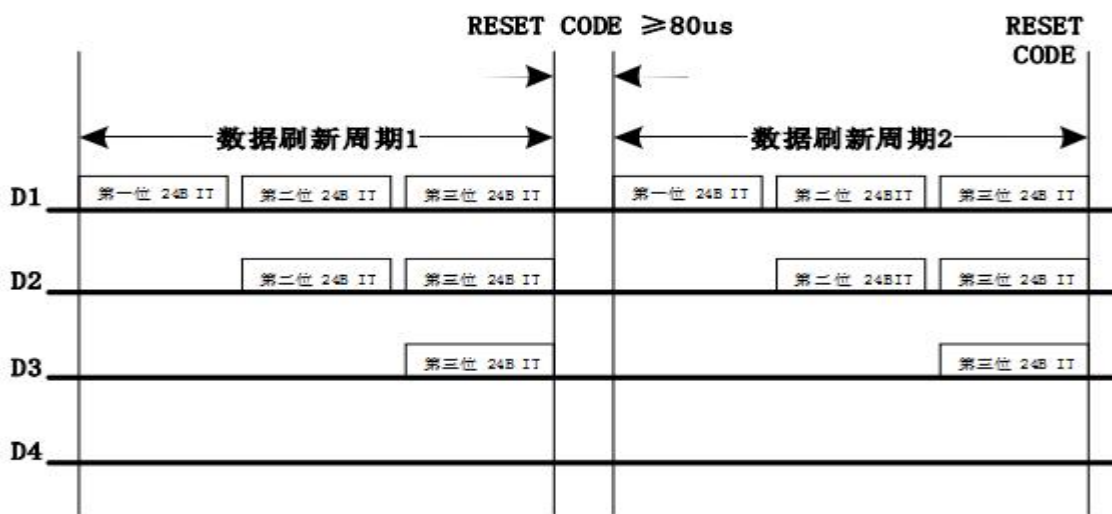 RESET CODE ≥80us
RESET
CODE
数据刷新周期1
数据刷新周期2
D1
第一位 24B IT
第二位 24B IT
第三位 24B IT
第一位 24B IT
第二位 24BIT
第三位 24B IT
D2
第二位 24B IT
第三位 24B IT
第二位 24BIT
第三位 24B IT
D3
第三位 24B IT
第三位 24B IT
D4